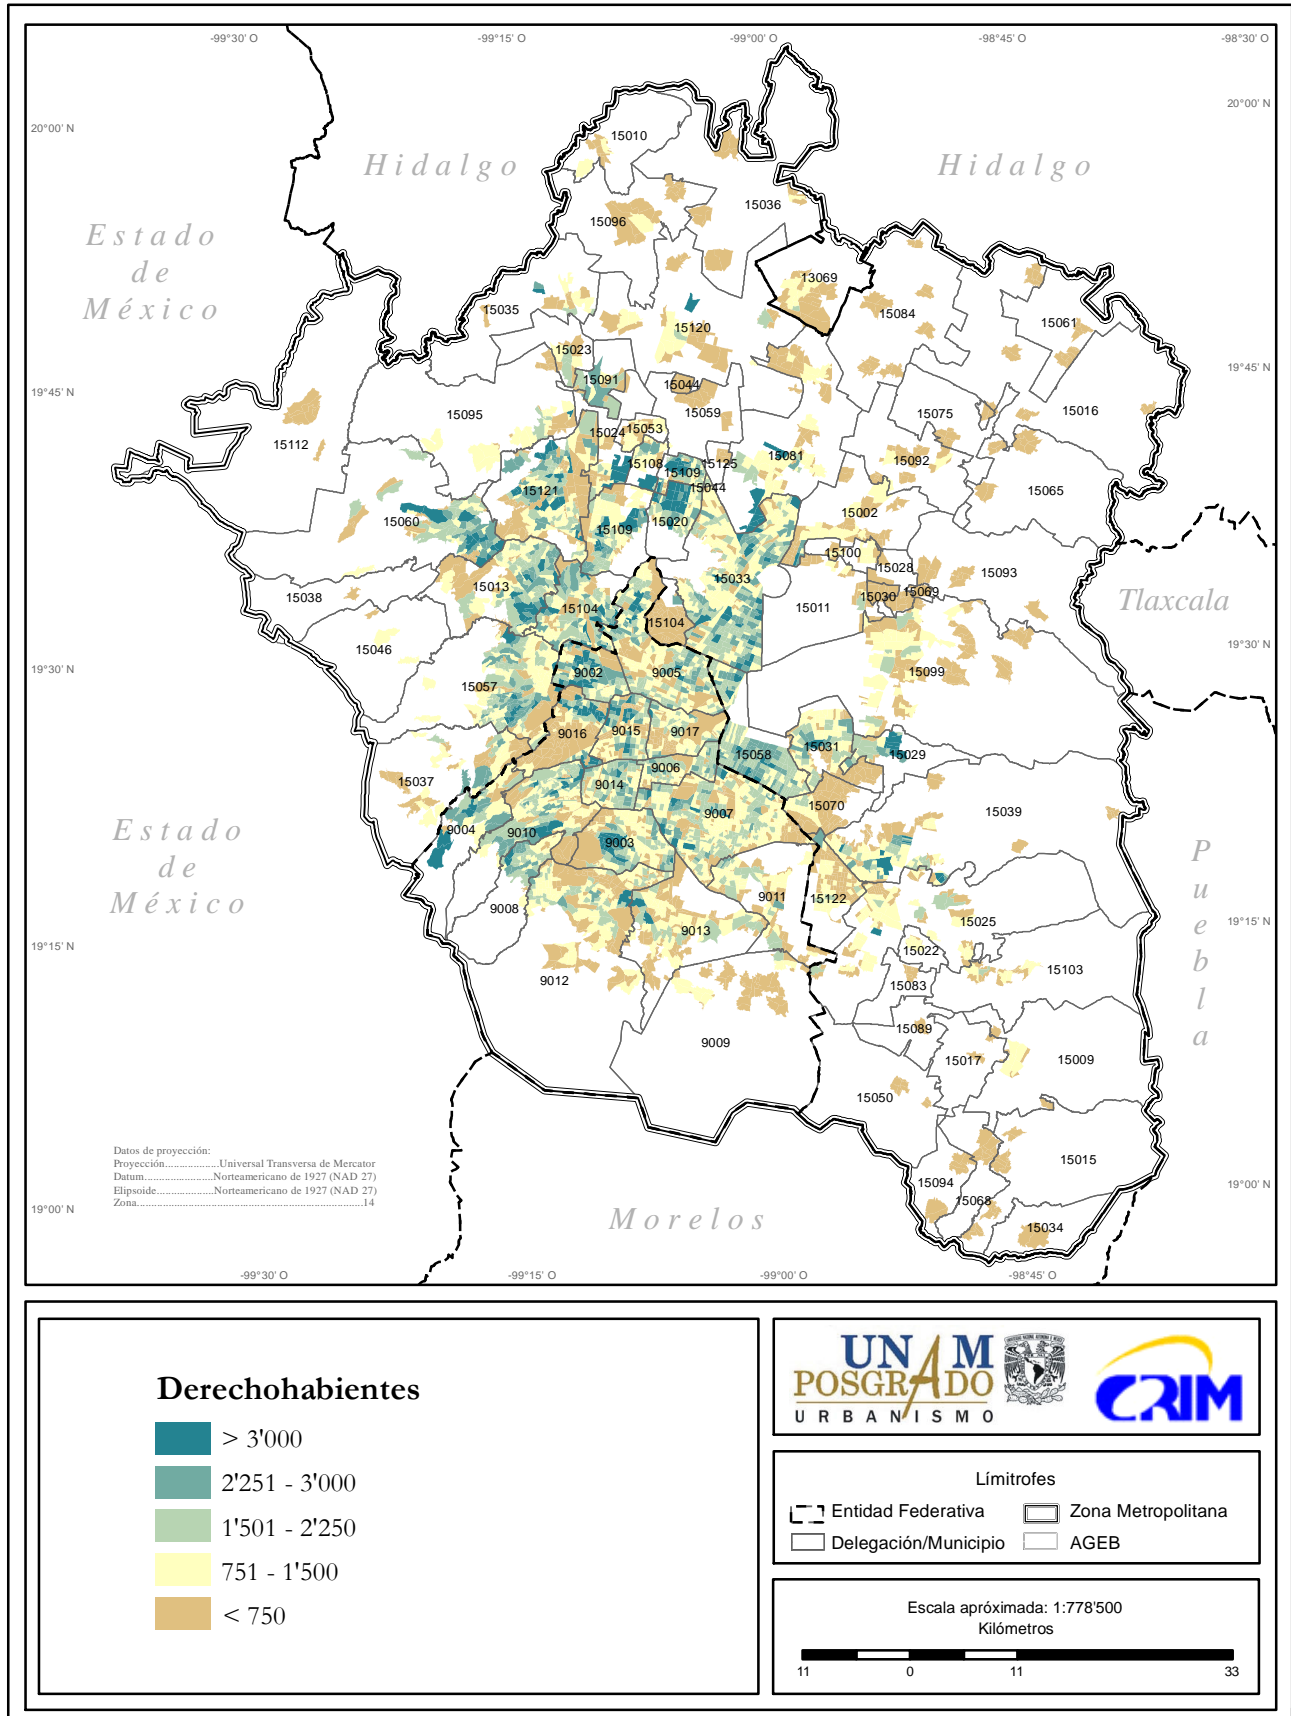 -99°30' O
-99°15' O
-99°00' O
-98°45' O
-98°30' O
20°00' N
20°00' N
15010
Hidalgo
Hidalgo
15036
15096
Estado
de
México
13069
15035
15084
15061
15120
15023
19°45' N
19°45' N
15091
15044
15059
15016
15075
15095
15024
15053
15112
15081
15108
15125
15109
15092
15121
15044
15065
15060
15020
15002
15109
15100
15028
15033
15093
15013
15038
15011
15030
15069
15104
Tlaxcala
15104
15046
19°30' N
19°30' N
9002
9005
15099
15057
9015
9017
9016
15031
15058
15029
9006
15037
9014
15070
15039
9007
Estado
de
México
9004
9010
9003
Puebla
9011
15122
9008
9013
15025
19°15' N
19°15' N
15022
15103
9012
15083
15089
9009
15017
15009
15050
Datos de proyección:
Proyección.................Universal Transversa de Mercator
Datum......................Norteamericano de 1927 (NAD 27)
Elipsoide..................Norteamericano de 1927 (NAD 27)
Zona.......................................................................14
15015
15094
15068
19°00' N
19°00' N
Morelos
15034
-99°30' O
-99°15' O
-99°00' O
-98°45' O
Derechohabientes
> 3'000
2'251 - 3'000
1'501 - 2'250
751 - 1'500
< 750
UNAM
POSGRADO
URBANISMO
CRIM
Límitrofes
Entidad Federativa
Zona Metropolitana
Delegación/Municipio
AGEB
Escala apróximada: 1:778'500
Kilómetros
11 0 11 33